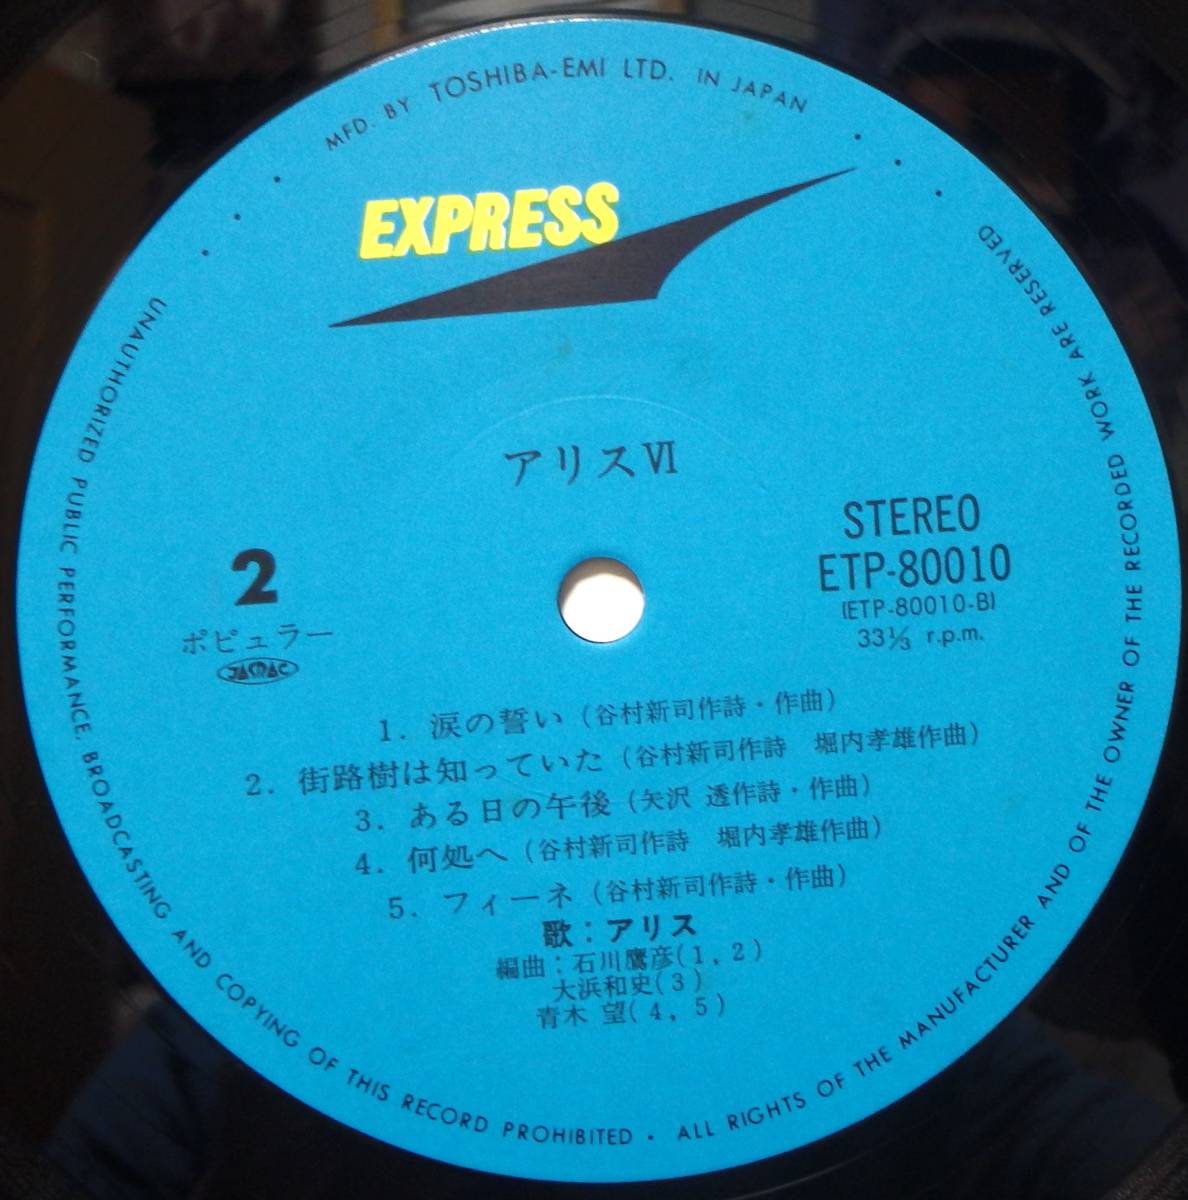 MFD. BY TOSHIBA-EMI LTD. IN JAPAN
EXPRESS
アリスⅥ
STEREO
ETP-80010
(ETP-80010-B)
33⅓ r.p.m.
2
ポピュラー
JASRAC
1. 涙の誓い (谷村新司作詩・作曲)
2. 街路樹は知っていた (谷村新司作詩 堀内孝雄作曲)
3. ある日の午後 (矢沢 透作詩・作曲)
4. 何処へ (谷村新司作詩 堀内孝雄作曲)
5. フィーネ (谷村新司作詩・作曲)
歌：アリス
編曲：石川鷹彦(1, 2)
大浜和史(3)
青木 望(4, 5)
UNAUTHORIZED PUBLIC PERFORMANCE, BROADCASTING AND COPYING OF THIS RECORD PROHIBITED • ALL RIGHTS OF THE MANUFACTURER AND OF THE OWNER OF THE RECORDED WORK ARE RESERVED